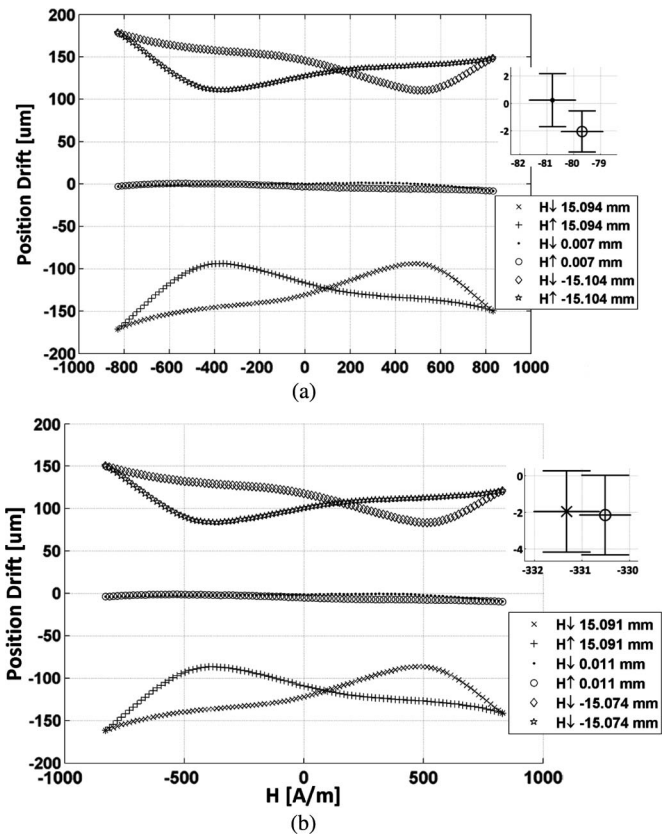 200
150
100
50
0
-50
-100
-150
-200
Position Drift [um]
-1000 -800 -600 -400 -200 0 200 400 600 800 1000
2
0
-2
-82 -81 -80 -79
H↓ 15.094 mm
H↑ 15.094 mm
H↓ 0.007 mm
H↑ 0.007 mm
H↓ -15.104 mm
H↑ -15.104 mm
(a)
200
150
100
50
0
-50
-100
-150
-200
Position Drift [um]
-1000 -500 0 500 1000
H [A/m]
0
-2
-4
-332 -331 -330
H↓ 15.091 mm
H↑ 15.091 mm
H↓ 0.011 mm
H↑ 0.011 mm
H↓ -15.074 mm
H↑ -15.074 mm
(b)